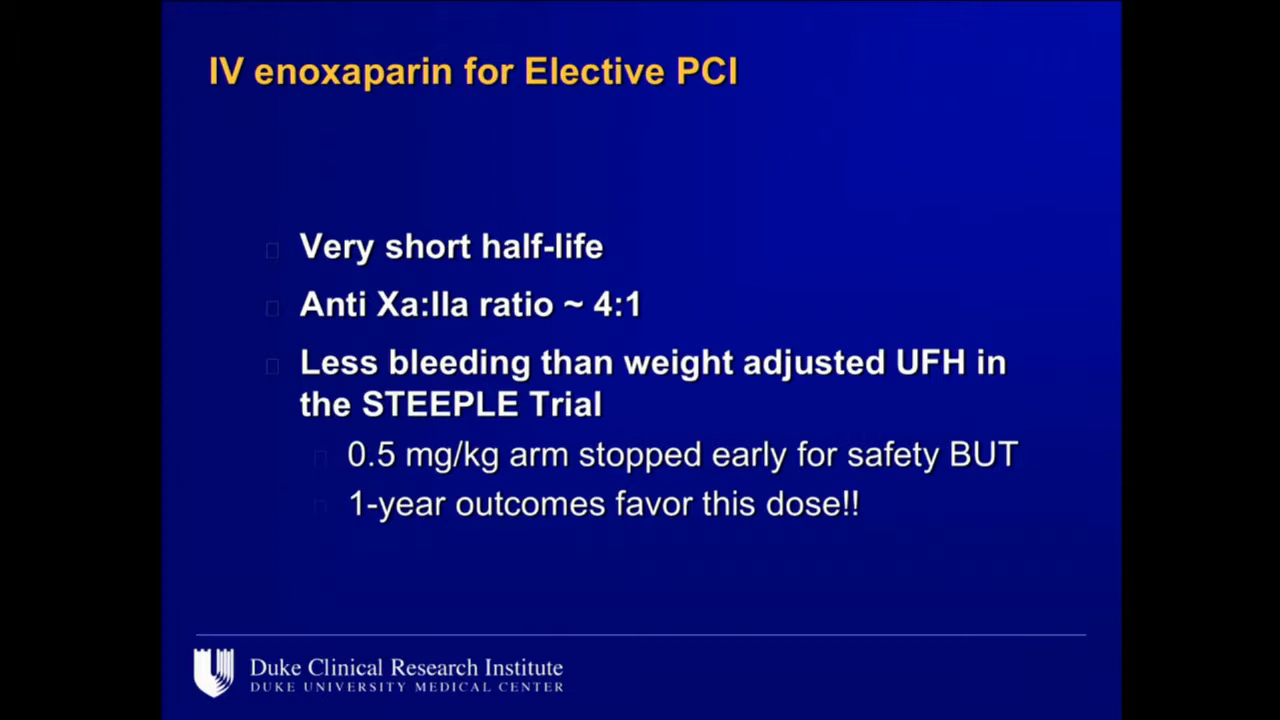 IV enoxaparin for Elective PCI
Very short half-life
Anti Xa:IIa ratio ~ 4:1
Less bleeding than weight adjusted UFH in
the STEEPLE Trial
0.5 mg/kg arm stopped early for safety BUT
1-year outcomes favor this dose!!
Duke Clinical Research Institute
DUKE UNIVERSITY MEDICAL CENTER